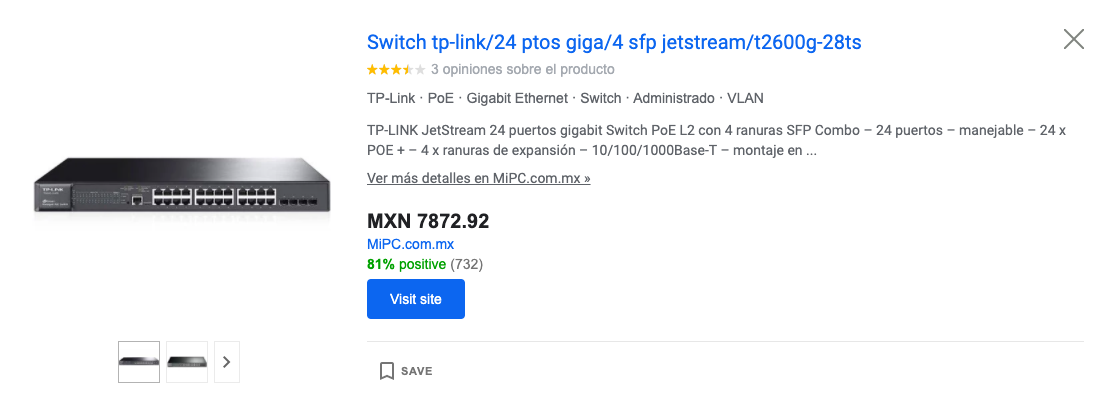 Switch tp-link/24 ptos giga/4 sfp jetstream/t2600g-28ts
3 opiniones sobre el producto
TP-Link · PoE · Gigabit Ethernet · Switch · Administrado · VLAN
TP-LINK JetStream 24 puertos gigabit Switch PoE L2 con 4 ranuras SFP Combo – 24 puertos – manejable – 24 x
POE + – 4 x ranuras de expansión – 10/100/1000Base-T – montaje en ...
Ver más detalles en MiPC.com.mx »
TP-LINK
MXN 7872.92
MiPC.com.mx
81% positive (732)
Visit site
SAVE